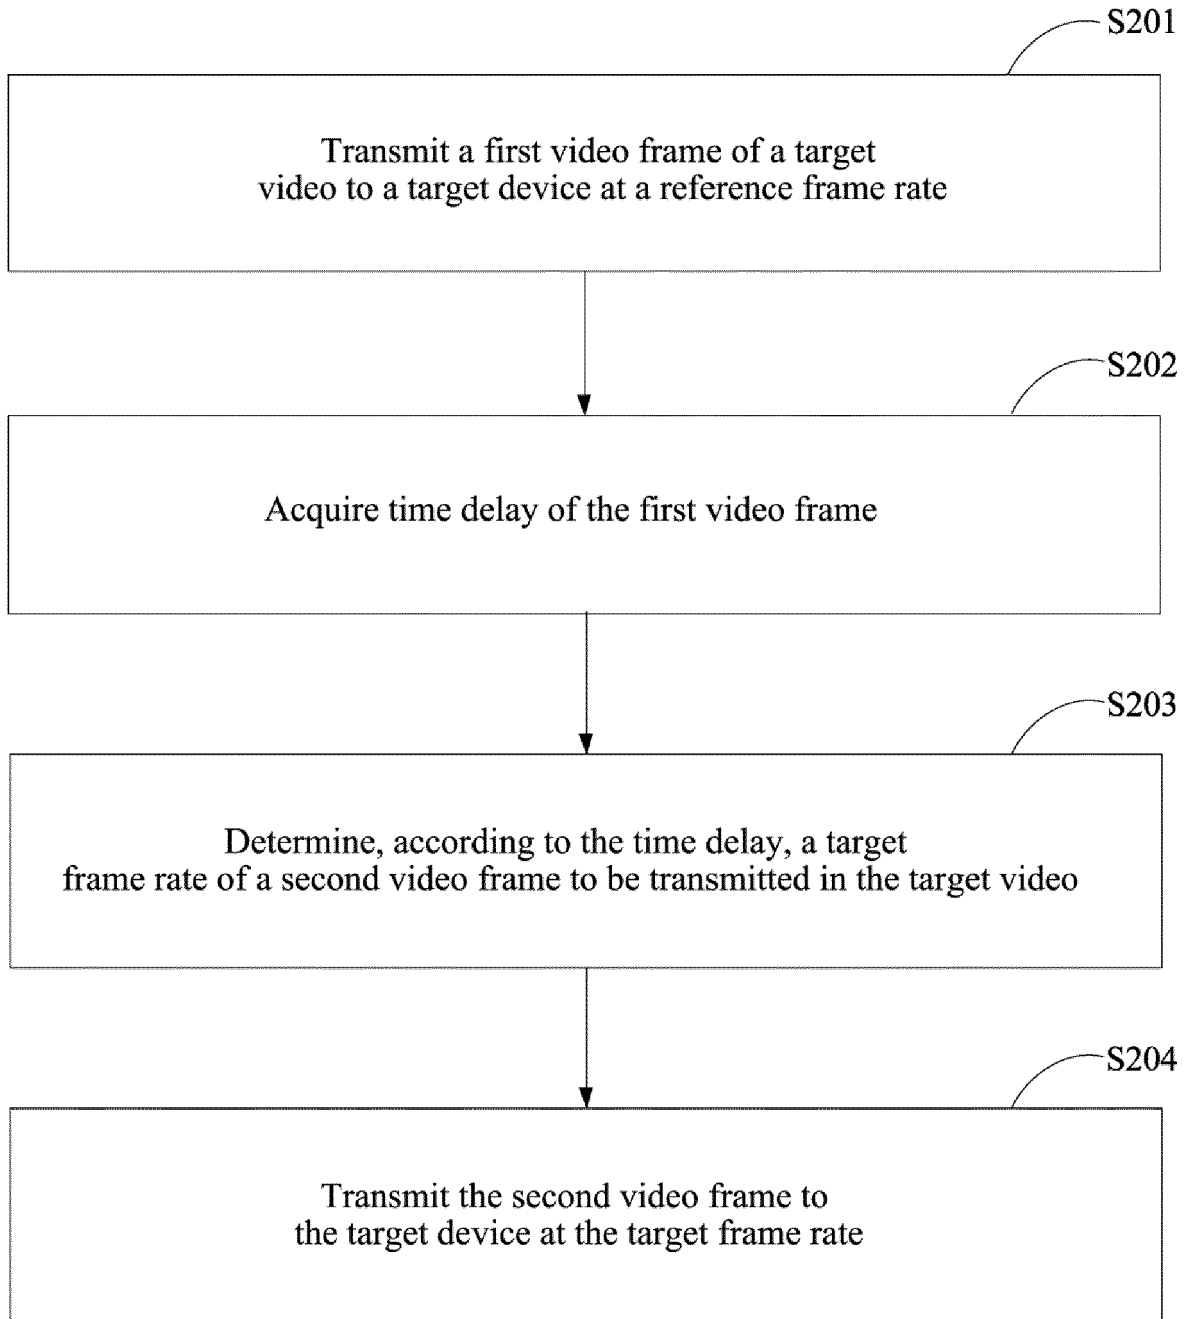 S201
Transmit a first video frame of a target
video to a target device at a reference frame rate
S202
Acquire time delay of the first video frame
S203
Determine, according to the time delay, a target
frame rate of a second video frame to be transmitted in the target video
S204
Transmit the second video frame to
the target device at the target frame rate